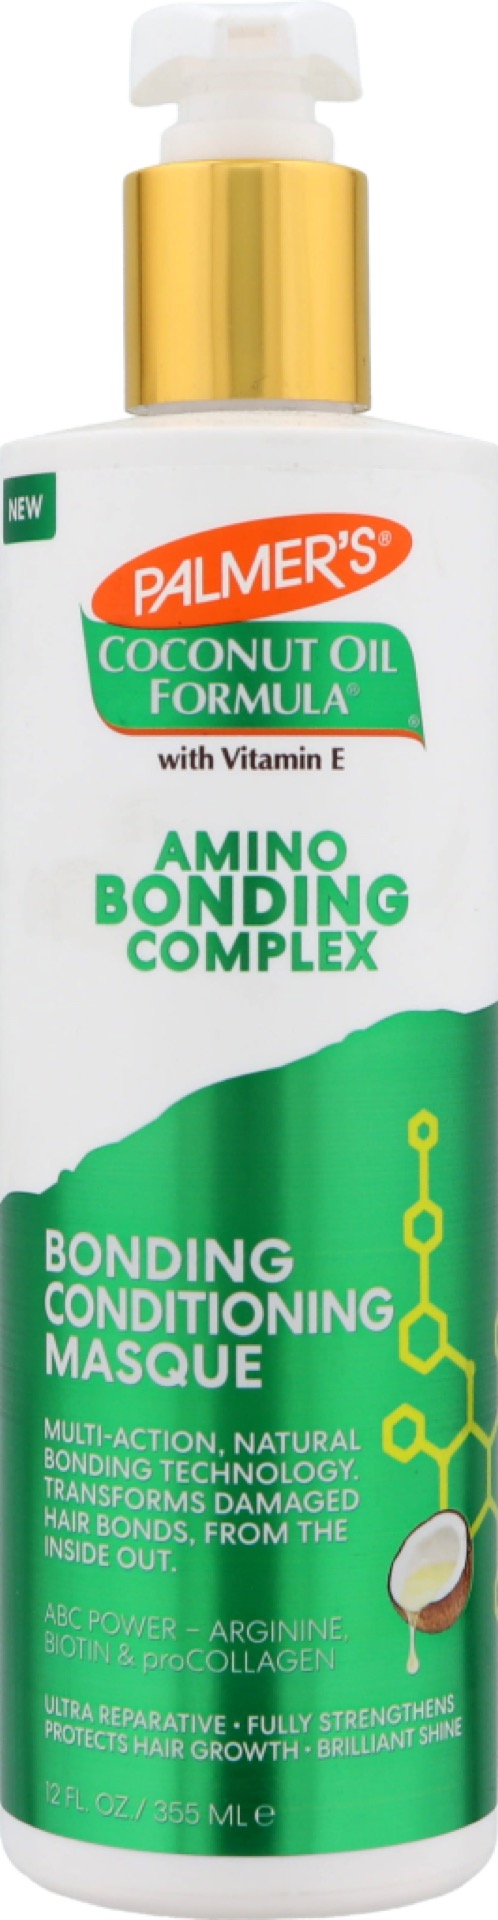 NEW
PALMER'S®
COCONUT OIL
FORMULA®
®
with Vitamin E
AMINO
BONDING
COMPLEX
BONDING
CONDITIONING
MASQUE
MULTI-ACTION, NATURAL
BONDING TECHNOLOGY.
TRANSFORMS DAMAGED
HAIR BONDS, FROM THE
INSIDE OUT.
ABC POWER – ARGININE,
BIOTIN & proCOLLAGEN
ULTRA REPARATIVE • FULLY STRENGTHENS
PROTECTS HAIR GROWTH • BRILLIANT SHINE
12 FL. OZ./ 355 ML ℮